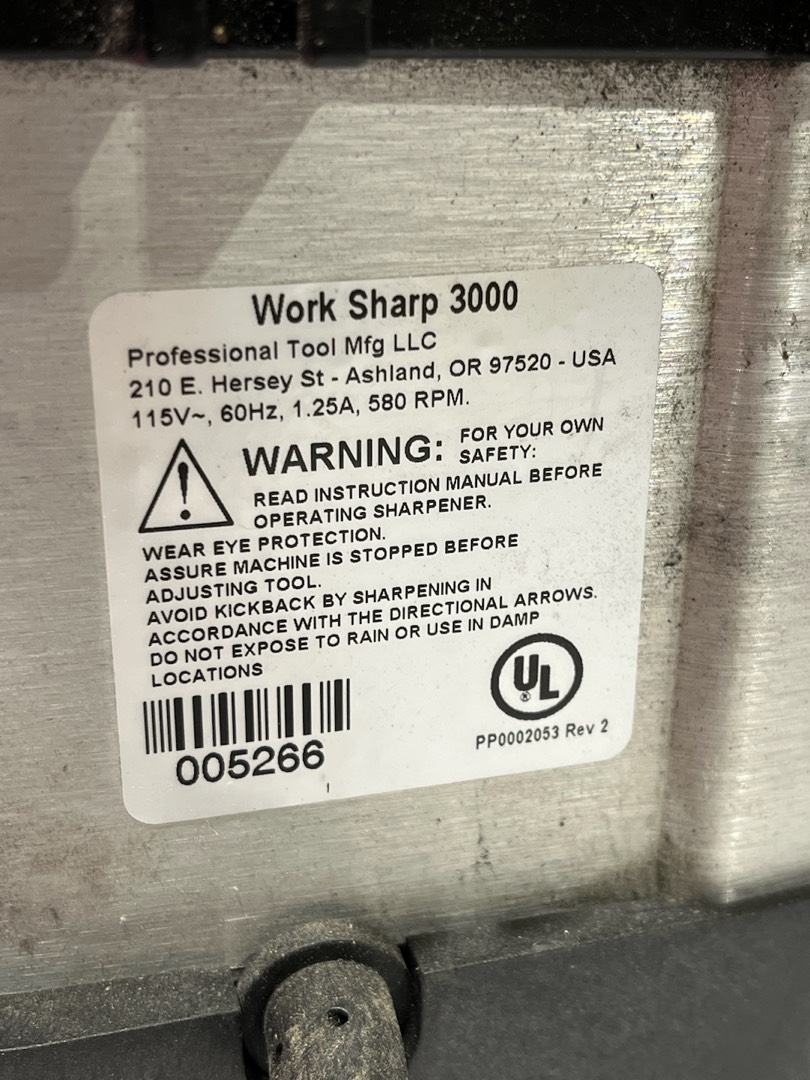 Work Sharp 3000
Professional Tool Mfg LLC
210 E. Hersey St - Ashland, OR 97520 - USA
115V~, 60Hz, 1.25A, 580 RPM.
WARNING: FOR YOUR OWN
SAFETY:
READ INSTRUCTION MANUAL BEFORE
OPERATING SHARPENER.
WEAR EYE PROTECTION.
ASSURE MACHINE IS STOPPED BEFORE
ADJUSTING TOOL.
AVOID KICKBACK BY SHARPENING IN
ACCORDANCE WITH THE DIRECTIONAL ARROWS.
DO NOT EXPOSE TO RAIN OR USE IN DAMP
LOCATIONS
UL ®
005266
PP0002053 Rev 2